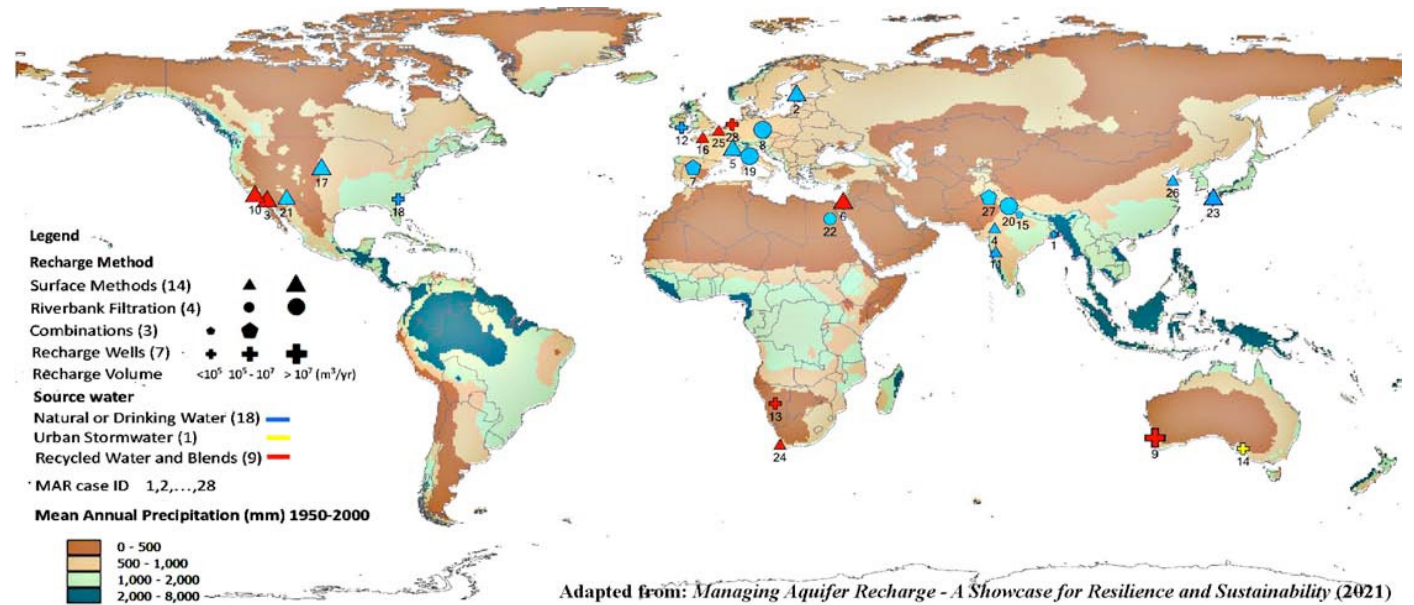 2
12
16
25
28
8
5
19
7
17
10
3
21
18
6
22
27
20
15
4
1
26
23
13
24
9
14
Legend
Recharge Method
Surface Methods (14)
Riverbank Filtration (4)
Combinations (3)
Recharge Wells (7)
Recharge Volume <10⁵ 10⁵ - 10⁷ > 10⁷ (m³/yr)
Source water
Natural or Drinking Water (18)
Urban Stormwater (1)
Recycled Water and Blends (9)
MAR case ID 1,2,...,28
Mean Annual Precipitation (mm) 1950-2000
0 - 500
500 - 1,000
1,000 - 2,000
2,000 - 8,000
Adapted from: Managing Aquifer Recharge - A Showcase for Resilience and Sustainability (2021)